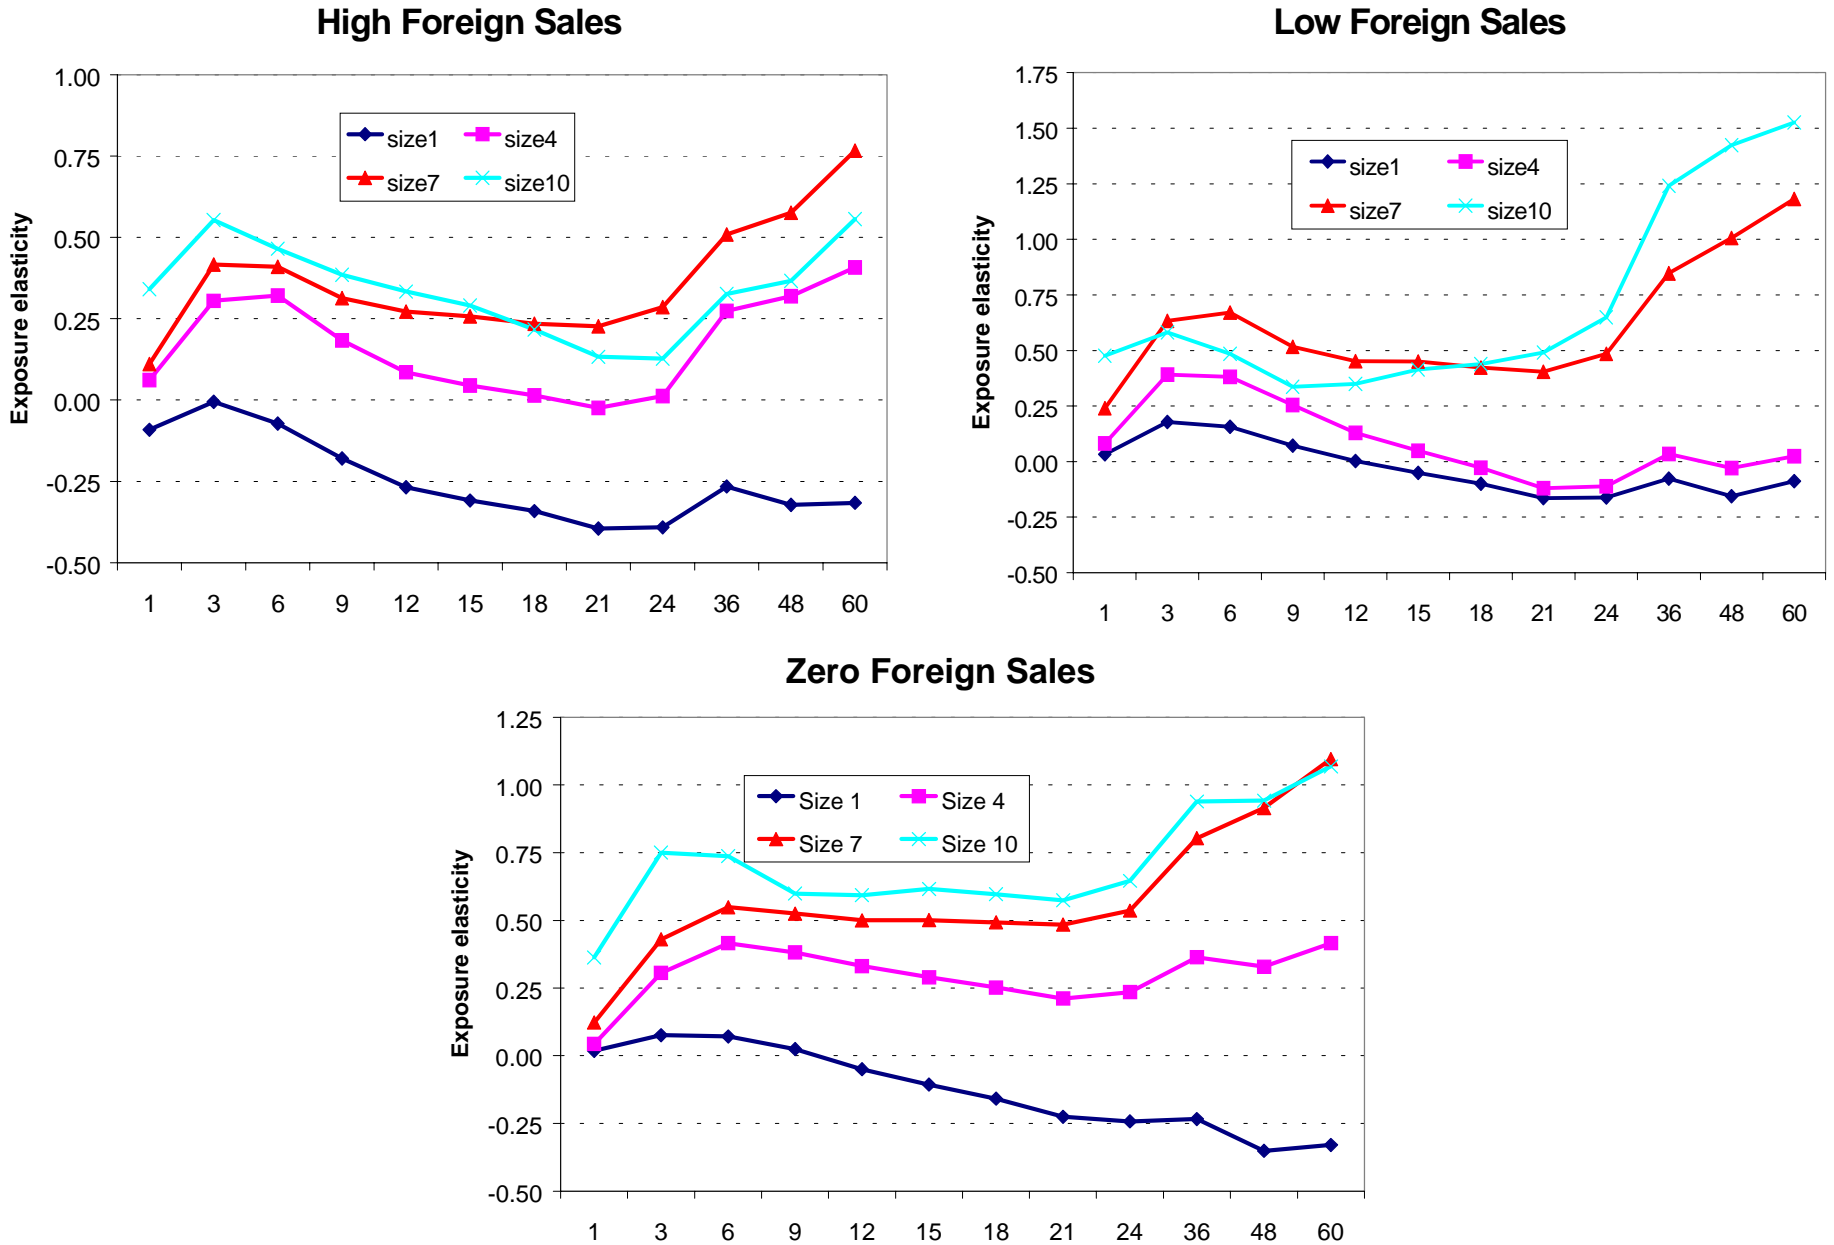 High Foreign Sales
Exposure elasticity
1.00
0.75
0.50
0.25
0.00
-0.25
-0.50
size1 size4
size7 size10
1 3 6 9 12 15 18 21 24 36 48 60
Low Foreign Sales
Exposure elasticity
1.75
1.50
1.25
1.00
0.75
0.50
0.25
0.00
-0.25
-0.50
size1 size4
size7 size10
1 3 6 9 12 15 18 21 24 36 48 60
Zero Foreign Sales
Exposure elasticity
1.25
1.00
0.75
0.50
0.25
0.00
-0.25
-0.50
Size 1 Size 4
Size 7 Size 10
1 3 6 9 12 15 18 21 24 36 48 60